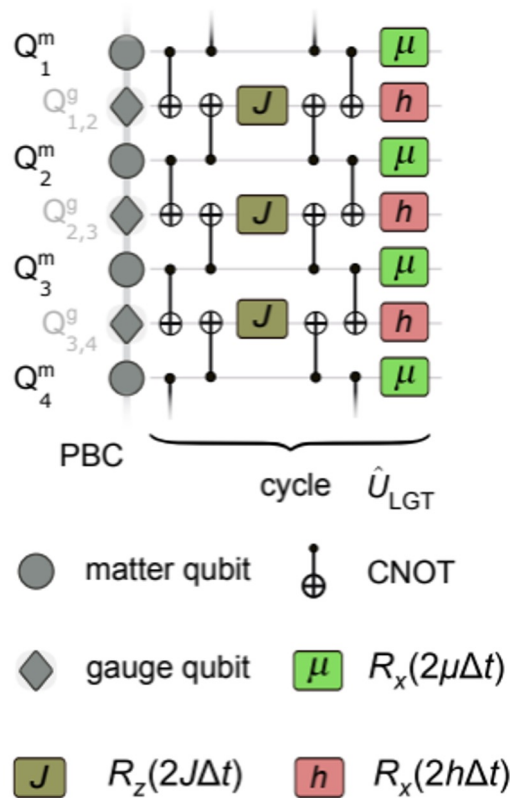 Q^m_1 μ
Q^g_{1,2} J h
Q^m_2 μ
Q^g_{2,3} J h
Q^m_3 μ
Q^g_{3,4} J h
Q^m_4 μ
PBC
cycle Û_LGT
matter qubit CNOT
gauge qubit μ R_x(2μΔt)
J R_z(2JΔt) h R_x(2hΔt)